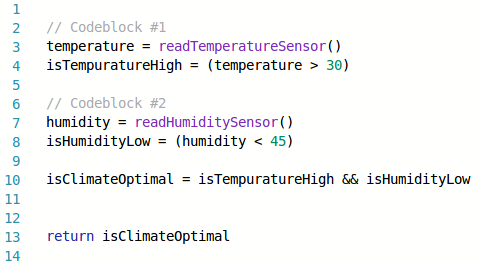 1
2 // Codeblock #1
3 temperature = readTemperatureSensor()
4 isTempuratureHigh = (temperature > 30)
5
6 // Codeblock #2
7 humidity = readHumiditySensor()
8 isHumidityLow = (humidity < 45)
9
10 isClimateOptimal = isTempuratureHigh && isHumidityLow
11
12
13 return isClimateOptimal
14